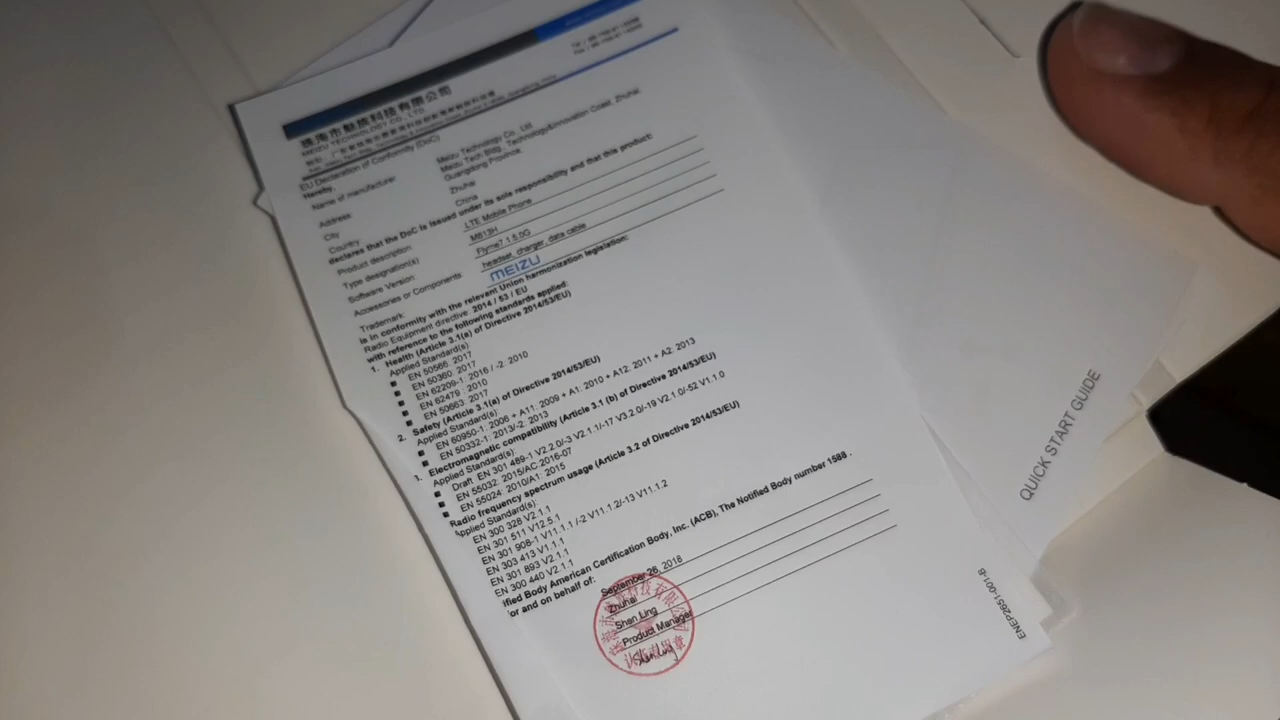 珠海市魅族科技有限公司
MEIZU TECHNOLOGY CO., LTD.
EU Declaration of Conformity (DoC)
Hereby,
Name of manufacturer Meizu Technology Co., Ltd.
Address Meizu Tech Bldg., Technology&Innovation Coast, Zhuhai,
Guangdong Province,
City Zhuhai
Country China
declares that the DoC is issued under its sole responsibility and that this product:
Product description LTE Mobile Phone
Type designation(s) M813H
Software Version Flyme7.1.5.0G
Accessories or Components headset, charger, data cable
Trademark MEIZU
is in conformity with the relevant Union harmonization legislation:
Radio Equipment directive 2014 / 53 / EU
with reference to the following standards applied:
1. Health (Article 3.1(a) of Directive 2014/53/EU)
Applied Standard(s):
EN 50566: 2017
EN 50360: 2017
EN 62209-1: 2016 / -2: 2010
EN 62479: 2010
EN 50663: 2017
2. Safety (Article 3.1(a) of Directive 2014/53/EU)
Applied Standard(s):
EN 60950-1: 2006 + A11: 2009 + A1: 2010 + A12: 2011 + A2: 2013
EN 50332-1: 2013/-2: 2013
1. Electromagnetic compatibility (Article 3.1 (b) of Directive 2014/53/EU)
Applied Standard(s):
Draft EN 301 489-1 V2.2.0/-3 V2.1.1/-17 V3.2.0/-19 V2.1.0/-52 V1.1.0
EN 55032: 2015/AC:2016-07
EN 55024: 2010/A1: 2015
Radio frequency spectrum usage (Article 3.2 of Directive 2014/53/EU)
Applied Standard(s):
EN 300 328 V2.1.1
EN 301 511 V12.5.1
EN 301 908-1 V11.1.1 /-2 V11.1.2/-13 V11.1.2
EN 303 413 V1.1.1
EN 301 893 V2.1.1
EN 300 440 V2.1.1
ified Body American Certification Body, Inc. (ACB), The Notified Body number 1588 .
or and on behalf of:
September 26, 2018
Zhuhai
Shen Ling
Product Manager
Shen Ling
QUICK START GUIDE
ENEP2651-001-B